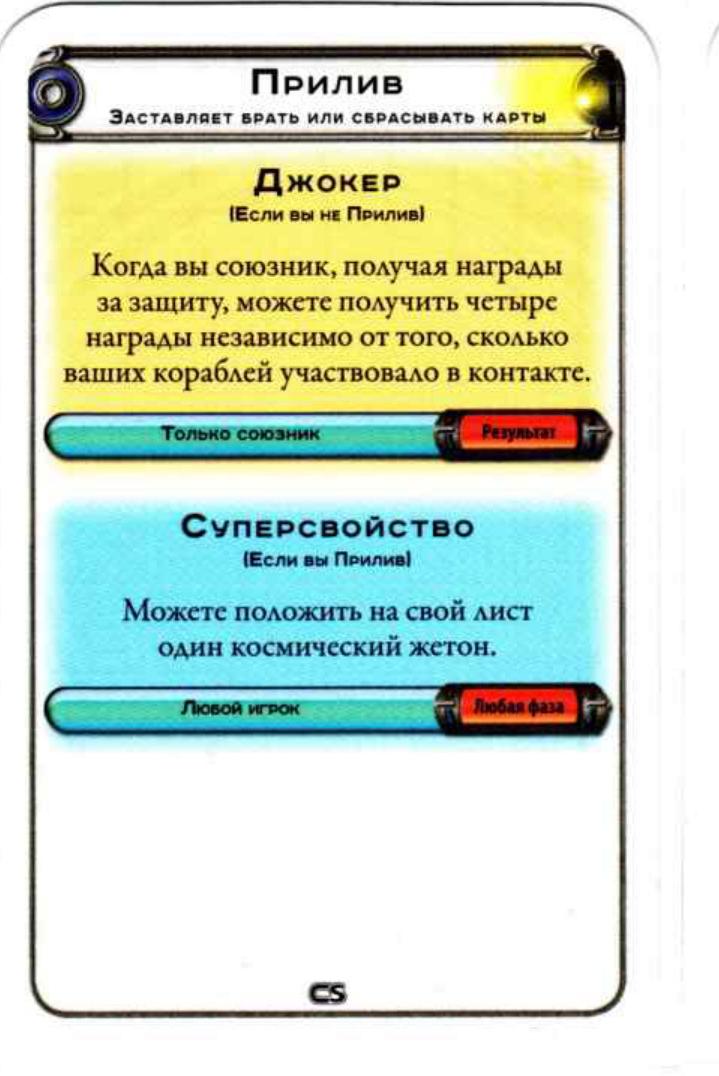 Прилив
Заставляет брать или сбрасывать карты
Джокер
(Если вы не Прилив)
Когда вы союзник, получая награды
за защиту, можете получить четыре
награды независимо от того, сколько
ваших кораблей участвовало в контакте.
Только союзник
Результат
Суперсвойство
(Если вы Прилив)
Можете положить на свой лист
один космический жетон.
Любой игрок
Любая фаза
CS